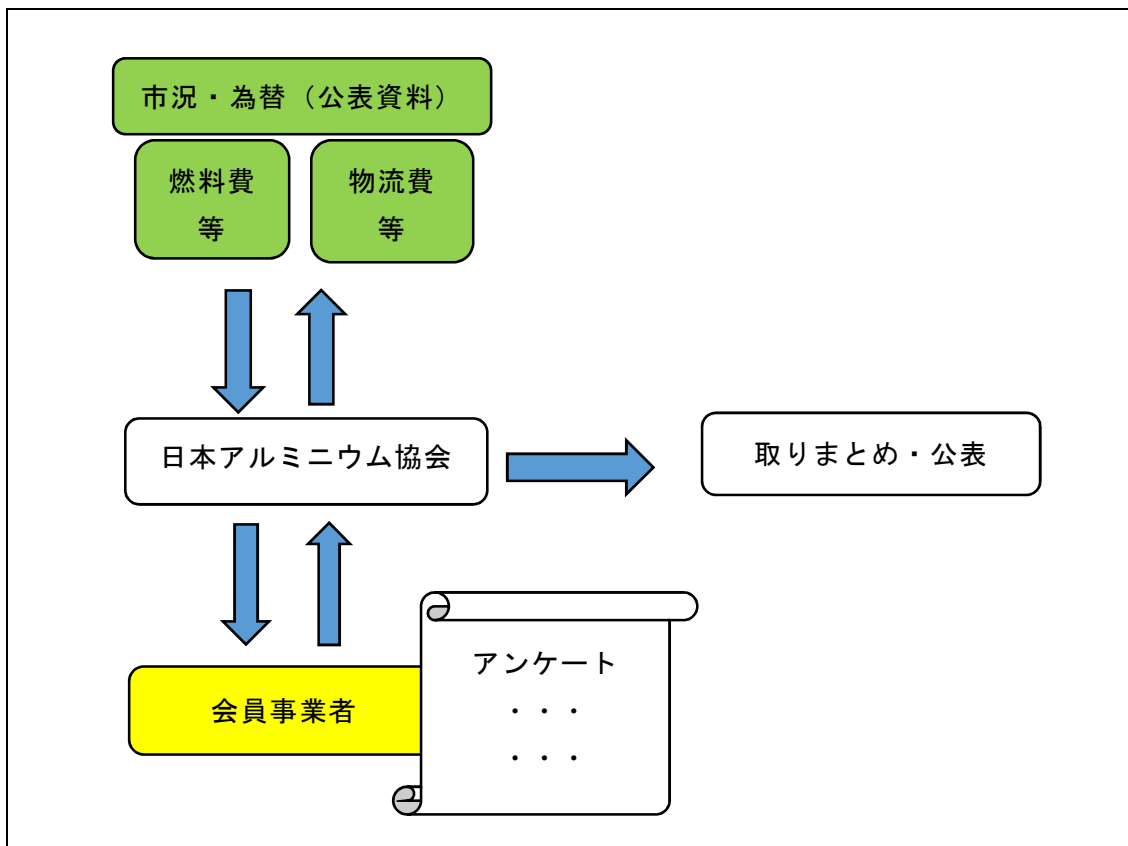 市況・為替（公表資料）
燃料費
等
物流費
等
日本アルミニウム協会
取りまとめ・公表
アンケート
・・・
・・・
会員事業者